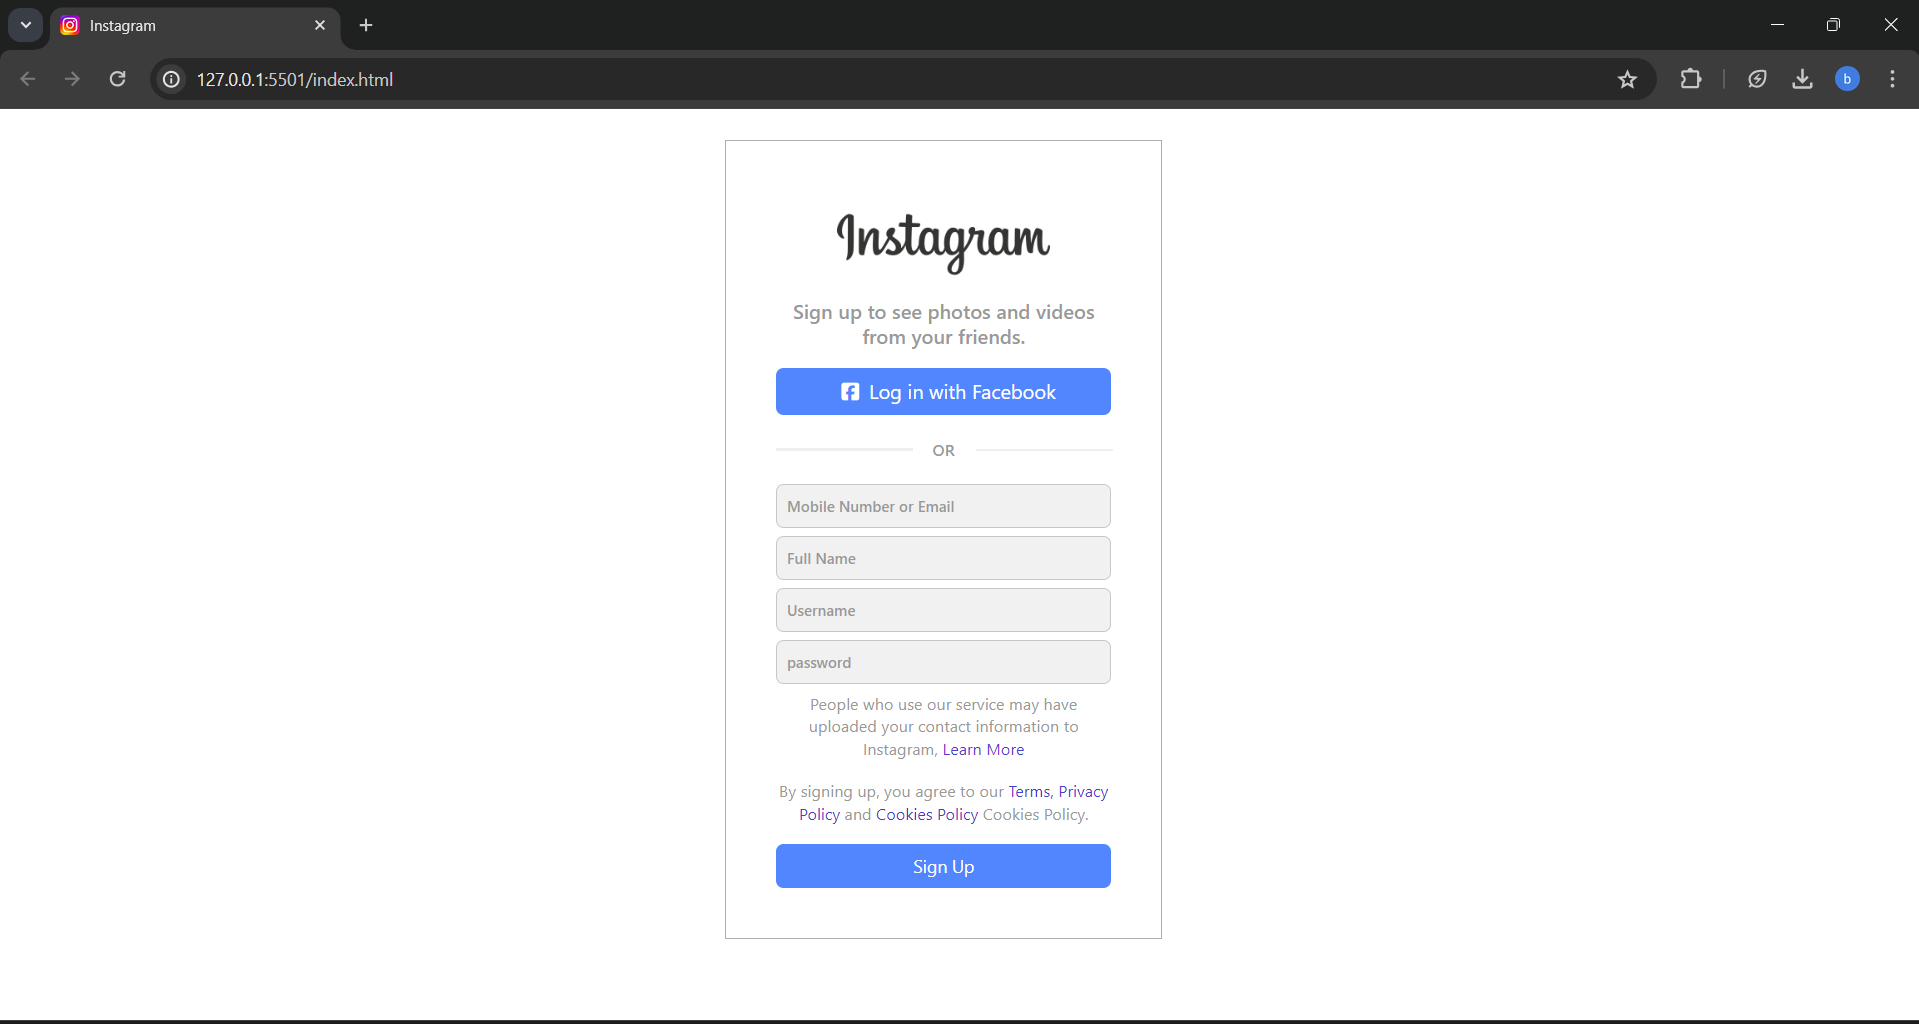 Instagram
127.0.0.1:5501/index.html
b
Instagram
Sign up to see photos and videos
from your friends.
Log in with Facebook
OR
Mobile Number or Email
Full Name
Username
password
People who use our service may have
uploaded your contact information to
Instagram, Learn More
By signing up, you agree to our Terms, Privacy
Policy and Cookies Policy Cookies Policy.
Sign Up